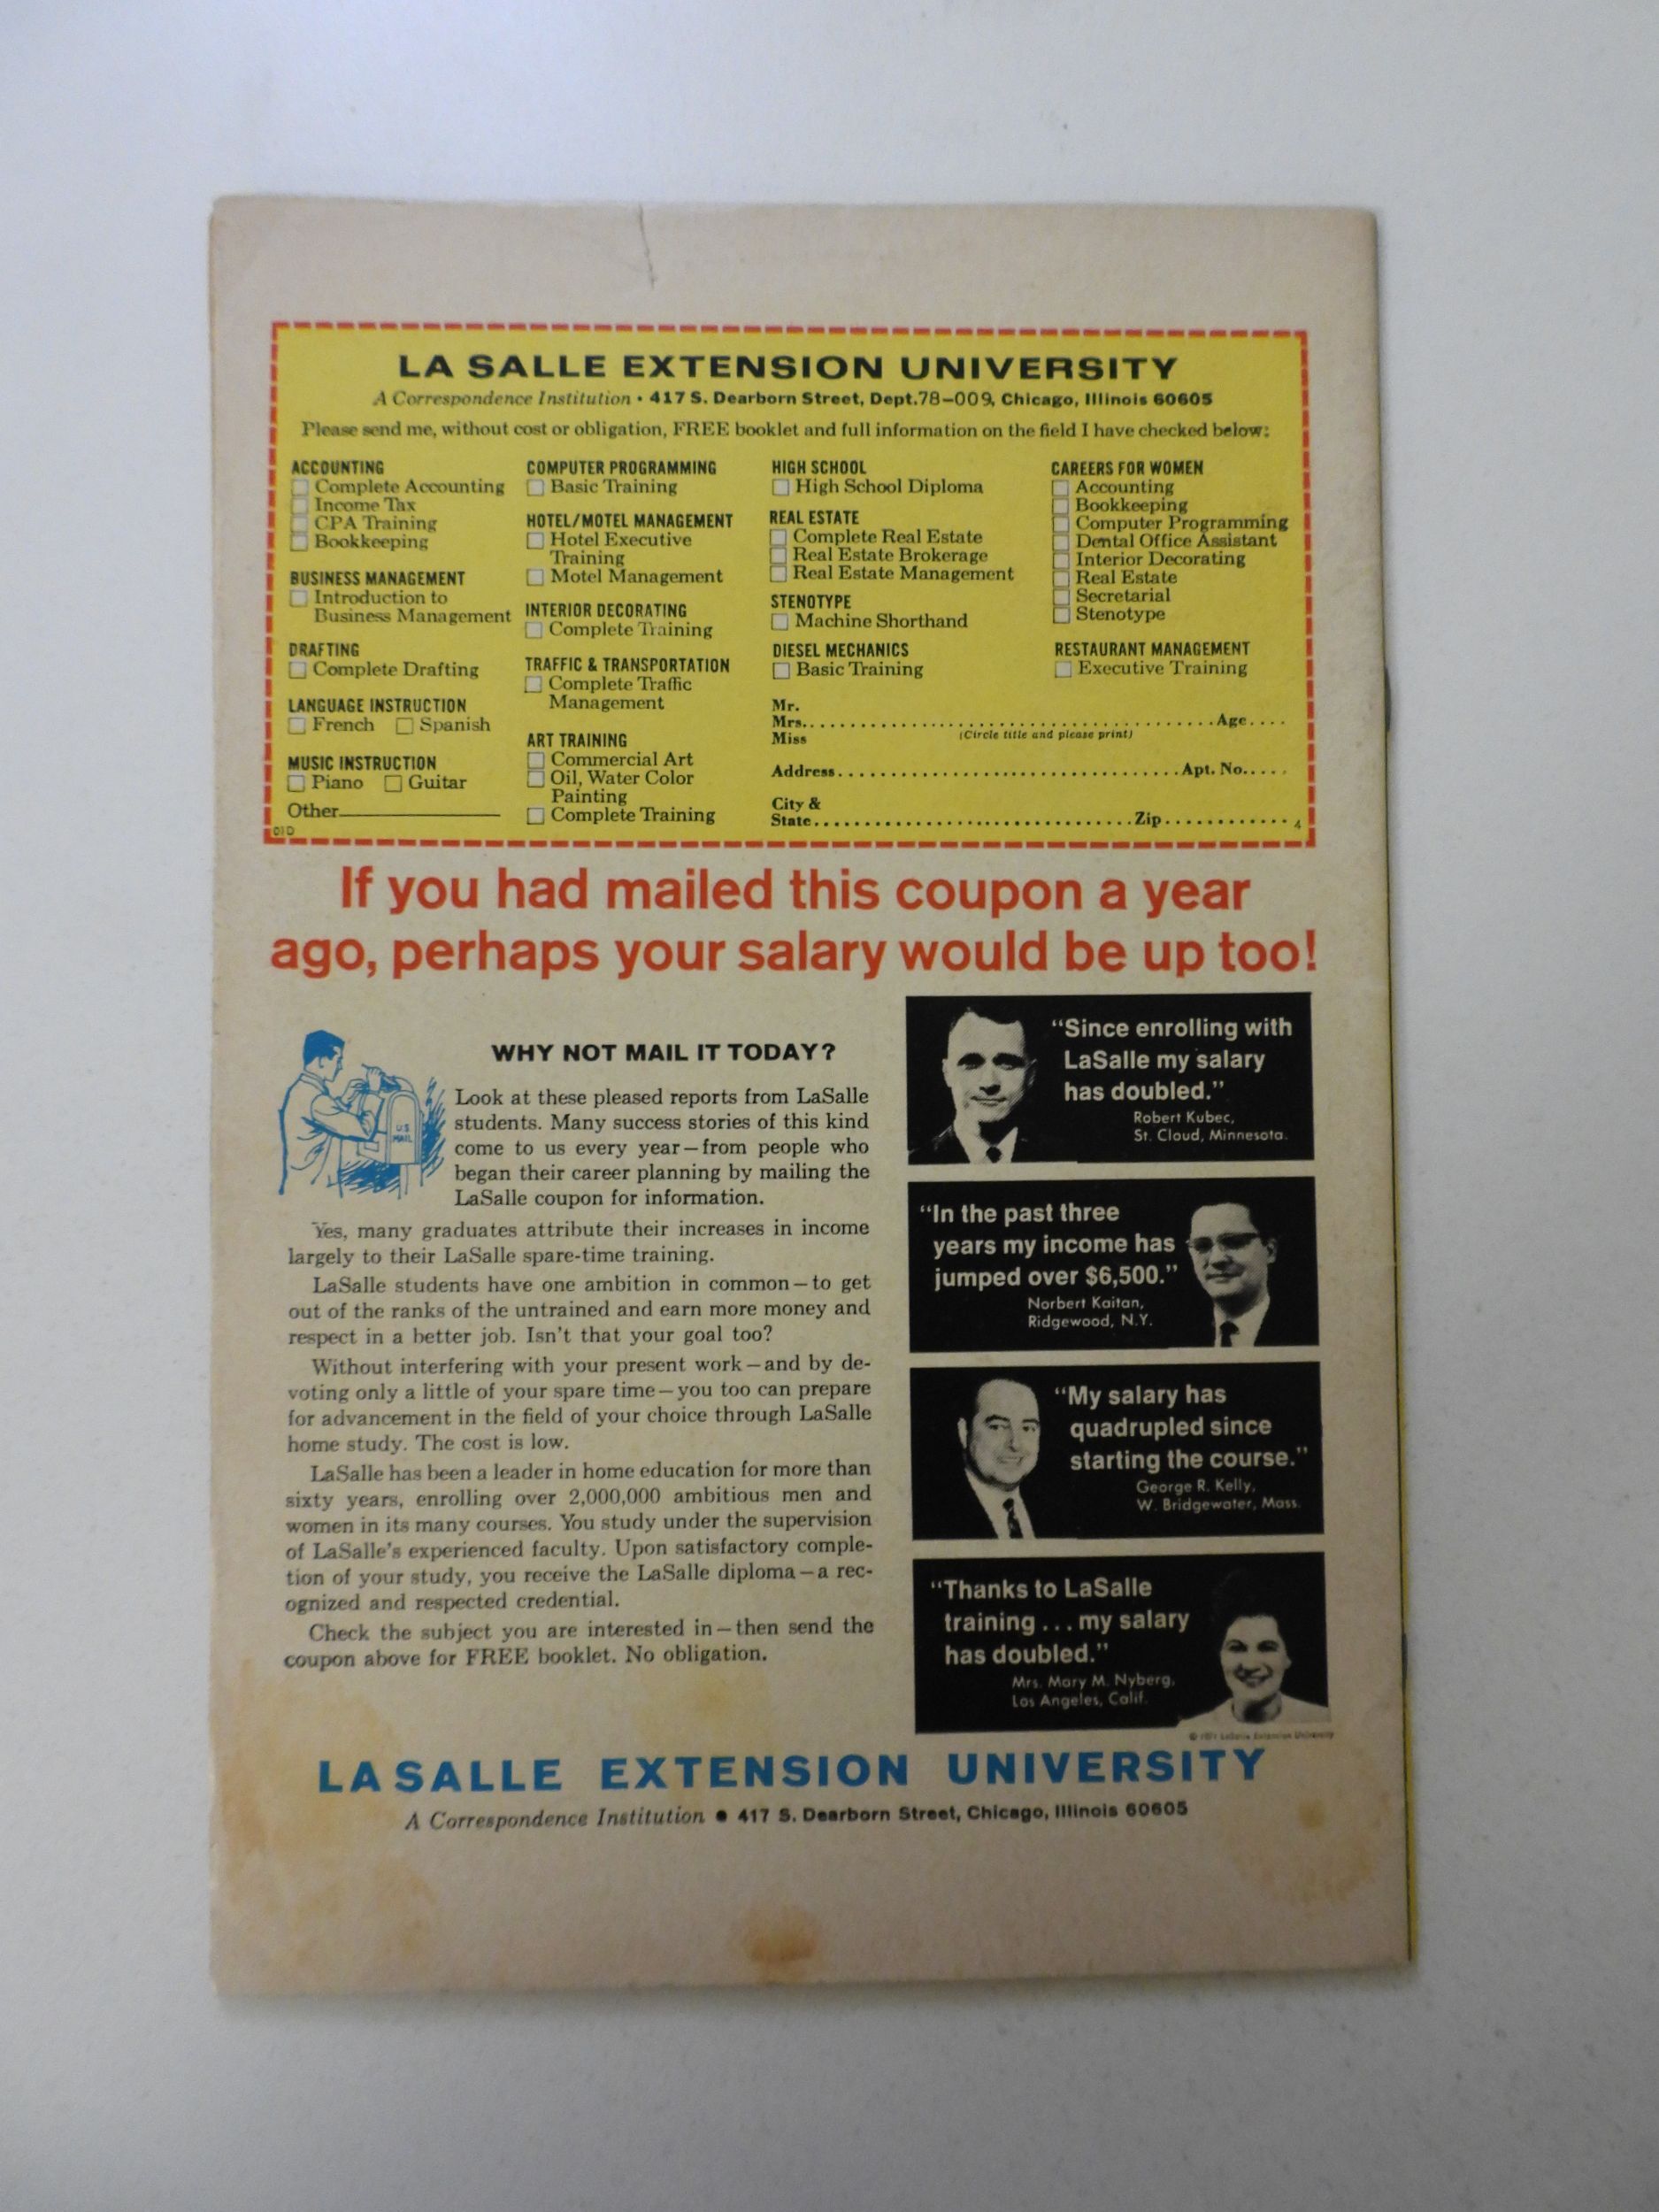 LA SALLE EXTENSION UNIVERSITY
A Correspondence Institution • 417 S. Dearborn Street, Dept.78-009, Chicago, Illinois 60605
Please send me, without cost or obligation, FREE booklet and full information on the field I have checked below:
ACCOUNTING
Complete Accounting
Income Tax
CPA Training
Bookkeeping
BUSINESS MANAGEMENT
Introduction to
Business Management
DRAFTING
Complete Drafting
LANGUAGE INSTRUCTION
French Spanish
MUSIC INSTRUCTION
Piano Guitar
Other
01D
COMPUTER PROGRAMMING
Basic Training
HOTEL/MOTEL MANAGEMENT
Hotel Executive
Training
Motel Management
INTERIOR DECORATING
Complete Training
TRAFFIC & TRANSPORTATION
Complete Traffic
Management
ART TRAINING
Commercial Art
Oil, Water Color
Painting
Complete Training
HIGH SCHOOL
High School Diploma
REAL ESTATE
Complete Real Estate
Real Estate Brokerage
Real Estate Management
STENOTYPE
Machine Shorthand
DIESEL MECHANICS
Basic Training
CAREERS FOR WOMEN
Accounting
Bookkeeping
Computer Programming
Dental Office Assistant
Interior Decorating
Real Estate
Secretarial
Stenotype
RESTAURANT MANAGEMENT
Executive Training
Mr.
Mrs. Age
Miss (Circle title and please print)
Address Apt. No.
City &
State Zip 4
If you had mailed this coupon a year
ago, perhaps your salary would be up too!
WHY NOT MAIL IT TODAY?
U.S.
MAIL
Look at these pleased reports from LaSalle
students. Many success stories of this kind
come to us every year—from people who
began their career planning by mailing the
LaSalle coupon for information.
Yes, many graduates attribute their increases in income
largely to their LaSalle spare-time training.
LaSalle students have one ambition in common—to get
out of the ranks of the untrained and earn more money and
respect in a better job. Isn't that your goal too?
Without interfering with your present work—and by de-
voting only a little of your spare time—you too can prepare
for advancement in the field of your choice through LaSalle
home study. The cost is low.
LaSalle has been a leader in home education for more than
sixty years, enrolling over 2,000,000 ambitious men and
women in its many courses. You study under the supervision
of LaSalle's experienced faculty. Upon satisfactory comple-
tion of your study, you receive the LaSalle diploma—a rec-
ognized and respected credential.
Check the subject you are interested in—then send the
coupon above for FREE booklet. No obligation.
"Since enrolling with
LaSalle my salary
has doubled."
Robert Kubec,
St. Cloud, Minnesota.
"In the past three
years my income has
jumped over $6,500."
Norbert Kaitan,
Ridgewood, N.Y.
"My salary has
quadrupled since
starting the course."
George R. Kelly,
W. Bridgewater, Mass.
"Thanks to LaSalle
training...my salary
has doubled."
Mrs. Mary M. Nyberg,
Los Angeles, Calif.
LaSalle Extension University
LASALLE EXTENSION UNIVERSITY
A Correspondence Institution • 417 S. Dearborn Street, Chicago, Illinois 60605